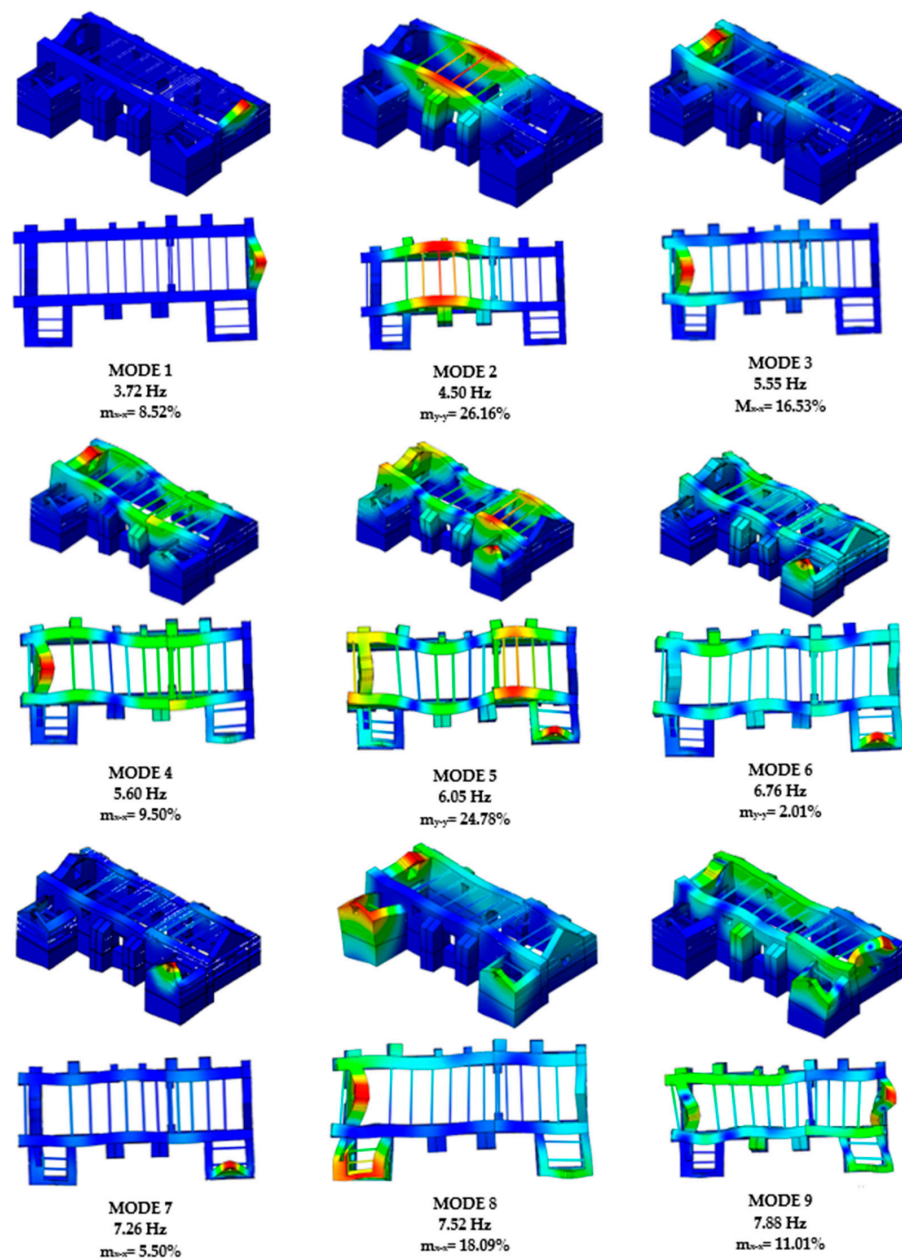 MODE 1
3.72 Hz
mx-x= 8.52%
MODE 2
4.50 Hz
my-y= 26.16%
MODE 3
5.55 Hz
Mx-x= 16.53%
MODE 4
5.60 Hz
mx-x= 9.50%
MODE 5
6.05 Hz
my-y= 24.78%
MODE 6
6.76 Hz
my-y= 2.01%
MODE 7
7.26 Hz
mx-x= 5.50%
MODE 8
7.52 Hz
mx-x= 18.09%
MODE 9
7.88 Hz
mx-x= 11.01%